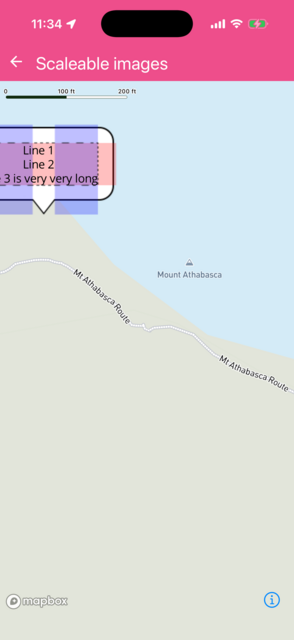 11:34
Scaleable images
0 100 ft 200 ft
Line 1
Line 2
3 is very very long
Mount Athabasca
Mt Athabasca Route
Mt Athabasca Route
mapbox